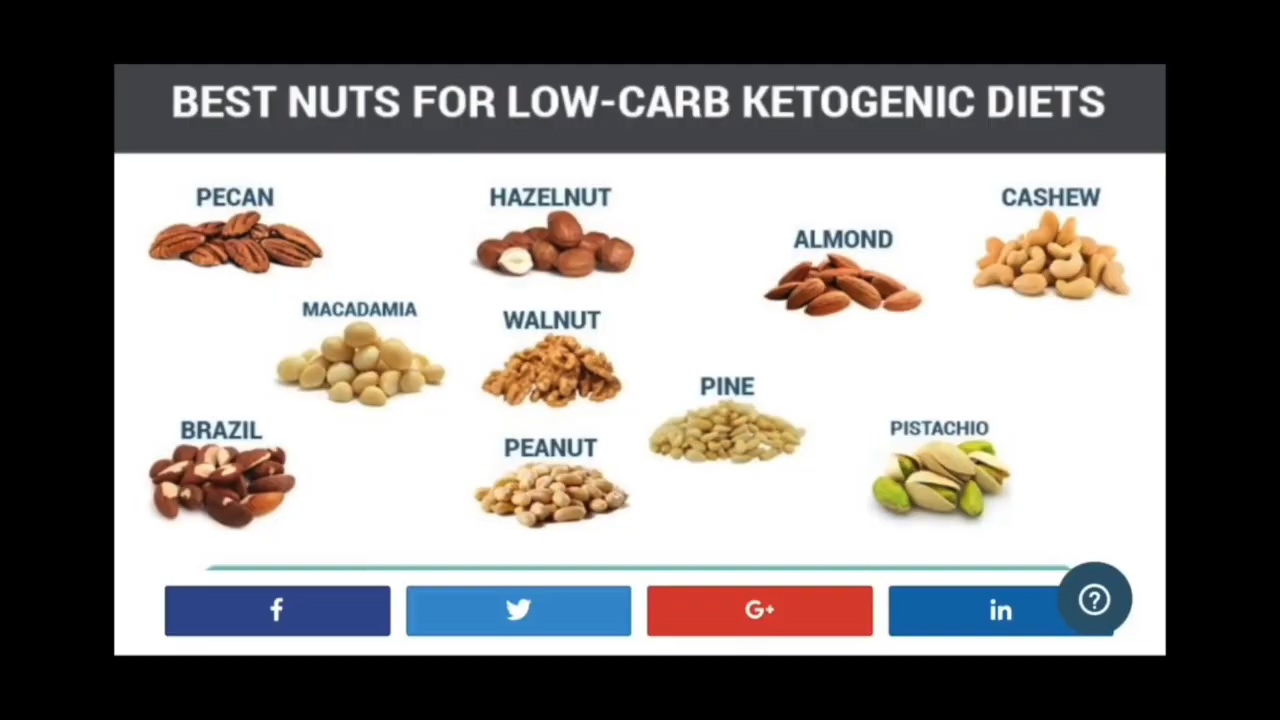 BEST NUTS FOR LOW-CARB KETOGENIC DIETS
PECAN
HAZELNUT
CASHEW
ALMOND
MACADAMIA
WALNUT
PINE
BRAZIL
PISTACHIO
PEANUT
f
G+
in
?